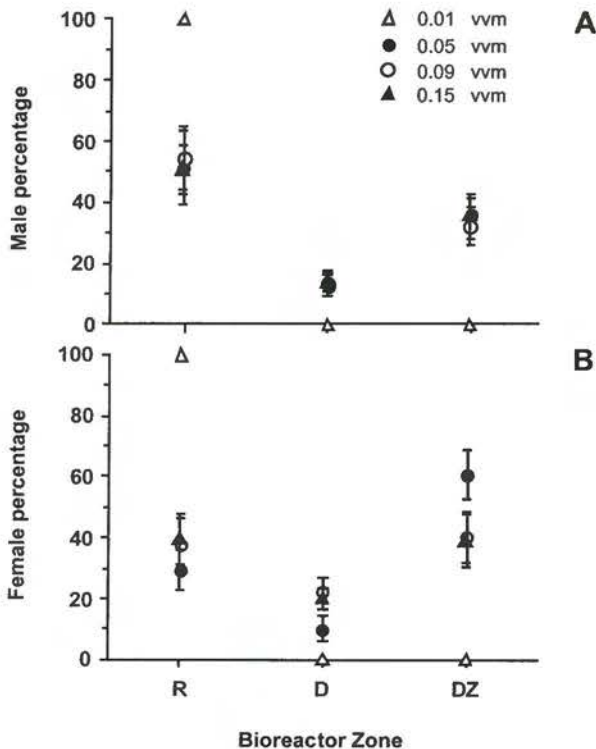 A
0.01 vvm
0.05 vvm
0.09 vvm
0.15 vvm
Male percentage
100
80
60
40
20
0
B
Female percentage
100
80
60
40
20
0
R D DZ
Bioreactor Zone